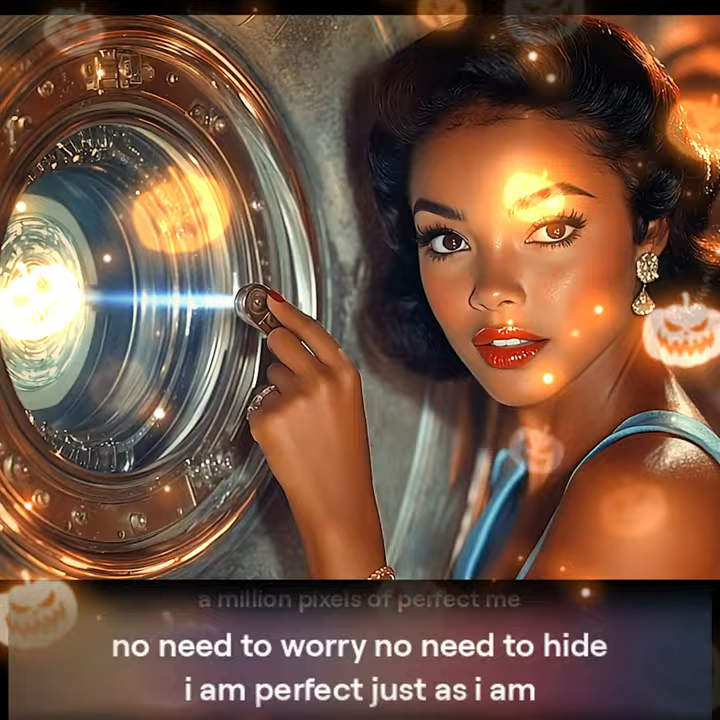 a million pixels of perfect me
no need to worry no need to hide
i am perfect just as i am